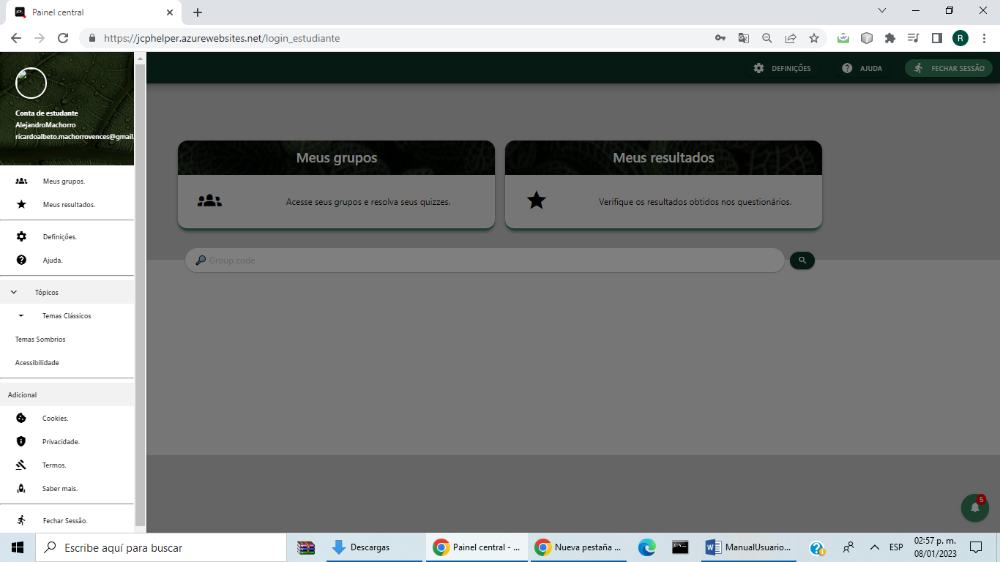 Painel central
https://jcphelper.azurewebsites.net/login_estudiante
R
Conta de estudante
AlejandroMachorro
ricardoalbeto.machorrovences@gmail.
DEFINIÇÕES
AJUDA
FECHAR SESSÃO
Meus grupos.
Meus resultados.
Definições.
Ajuda.
Tópicos
Temas Clássicos
Temas Sombrios
Acessibilidade
Adicional
Cookies.
Privacidade.
Termos.
Saber mais.
Fechar Sessão.
Meus grupos
Acesse seus grupos e resolva seus quizzes.
Meus resultados
Verifique os resultados obtidos nos questionários.
Group code
5
Escribe aquí para buscar
Descargas
Painel central - ...
Nueva pestaña ...
ManualUsuario...
ESP
02:57 p. m.
08/01/2023